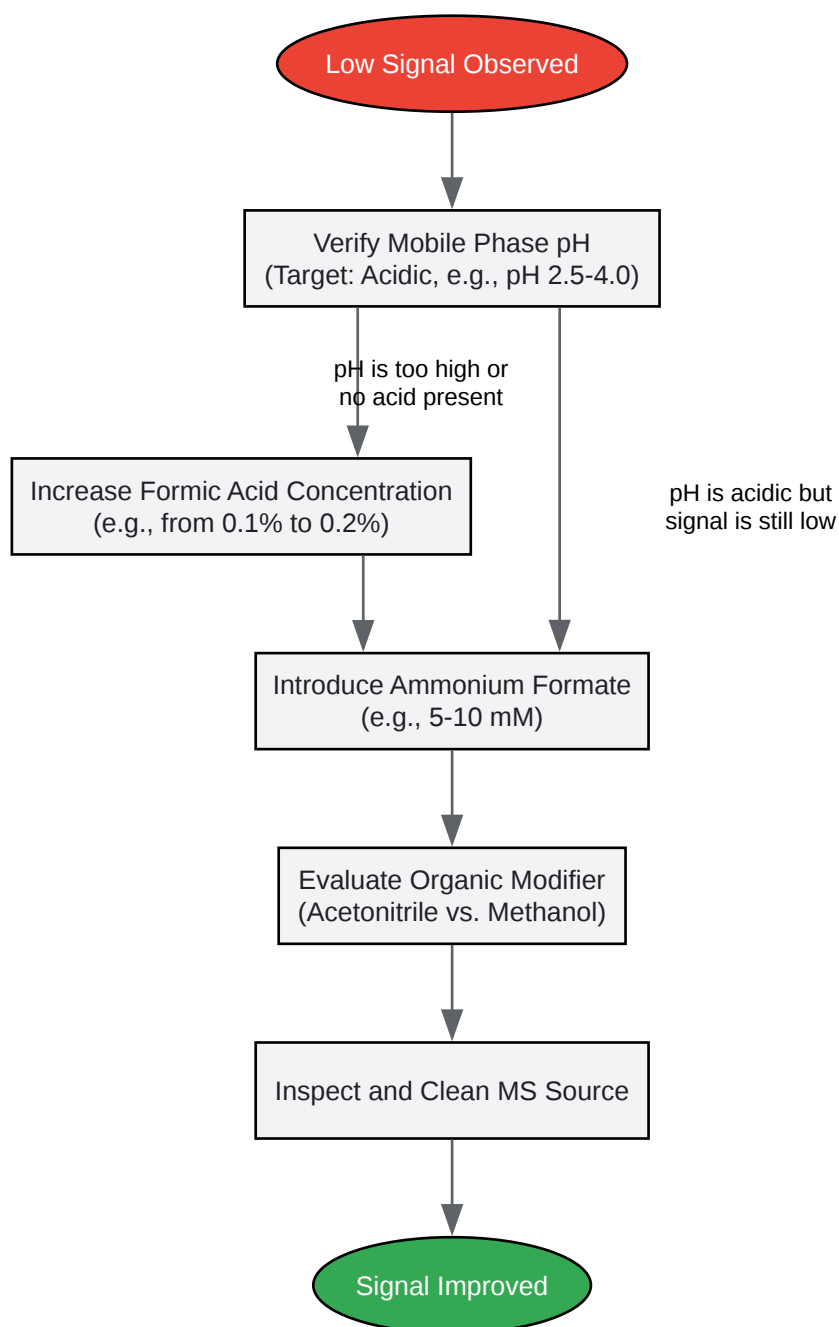 Low Signal Observed
Verify Mobile Phase pH
(Target: Acidic, e.g., pH 2.5-4.0)
pH is too high or
no acid present
Increase Formic Acid Concentration
(e.g., from 0.1% to 0.2%)
pH is acidic but
signal is still low
Introduce Ammonium Formate
(e.g., 5-10 mM)
Evaluate Organic Modifier
(Acetonitrile vs. Methanol)
Inspect and Clean MS Source
Signal Improved